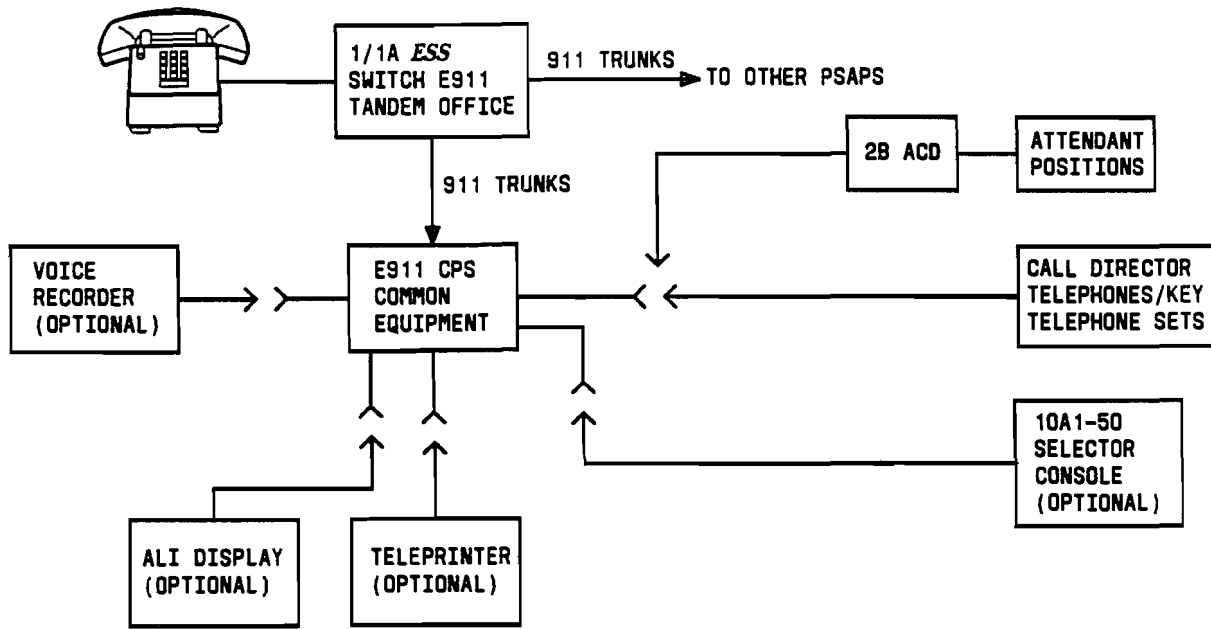 1/1A ESS
SWITCH E911
TANDEM OFFICE
911 TRUNKS
TO OTHER PSAPS
911 TRUNKS
2B ACD
ATTENDANT
POSITIONS
VOICE
RECORDER
(OPTIONAL)
E911 CPS
COMMON
EQUIPMENT
CALL DIRECTOR
TELEPHONES/KEY
TELEPHONE SETS
10A1-50
SELECTOR
CONSOLE
(OPTIONAL)
ALI DISPLAY
(OPTIONAL)
TELEPRINTER
(OPTIONAL)